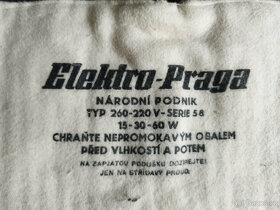 Elektro-Praga
NÁRODNÍ PODNIK
TYP 260-220 V-SERIE 58
15-30-60 W
CHRAŇTE NEPROMOKAVÝM OBALEM
PŘED VLHKOSTÍ A POTEM
NA ZAPJATOU PODUŠKU DOZÍREJTE!
JEN NA STŘÍDAVÝ PROUD